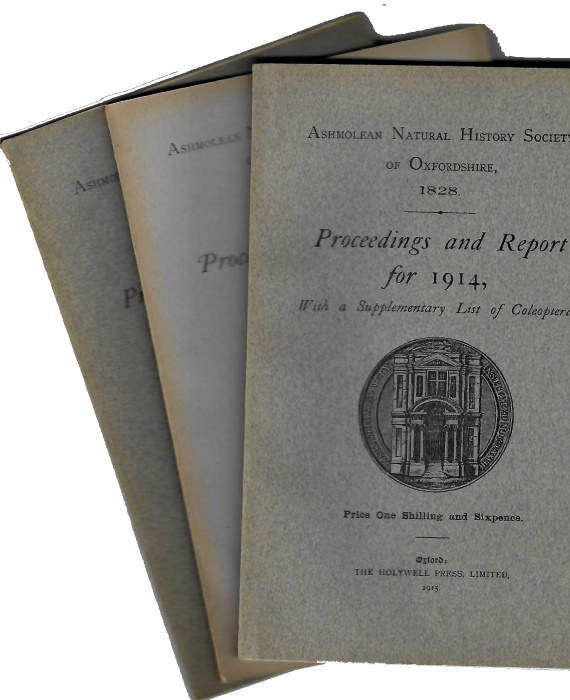 ASHMOLEAN NATURAL HISTORY SOCIETY
OF OXFORDSHIRE,
1828.
Proceedings and Report
for 1914,
With a Supplementary List of Coleoptera
Price One Shilling and Sixpence.
Oxford:
THE HOLYWELL PRESS, LIMITED,
1915.
ASHMOLEAN
Proc
ASHMO
Pr